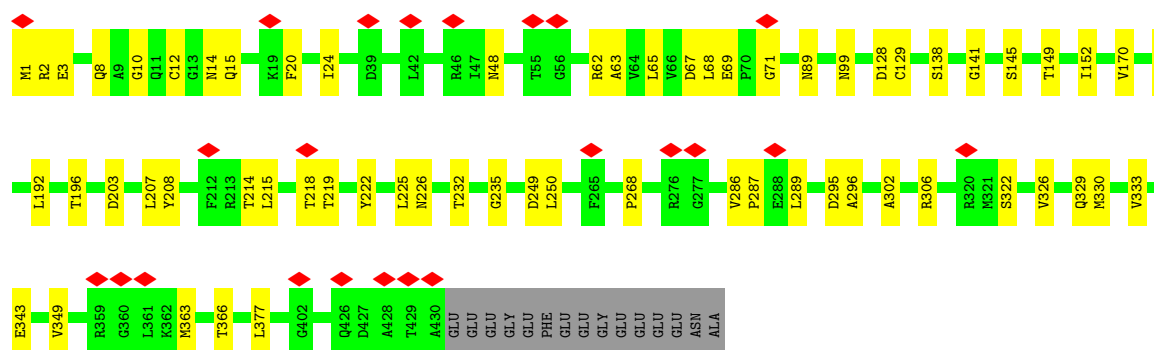 M1 R2 E3 Q8 A9 G10 Q11 C12 G13 N14 Q15 K19 F20 I24 D39 L42 R46 I47 N48 T55 G56 R62 A63 V64 L65 V66 D67 L68 E69 P70 G71 N89 N99 D128 C129 S138 G141 S145 T149 I152 V170
L192 T196 D203 L207 Y208 F212 R213 T214 L215 T218 T219 Y222 L225 N226 T232 G235 D249 L250 F265 P268 R276 G277 V286 P287 E288 L289 D295 A296 A302 R306 R320 M321 S322 V326 Q329 M330 V333
E343 V349 R359 G360 L361 K362 M363 T366 L377 G402 Q426 D427 A428 T429 A430 GLU GLU GLU GLY GLU PHE GLU GLU GLY GLU GLU GLU GLU ASN ALA